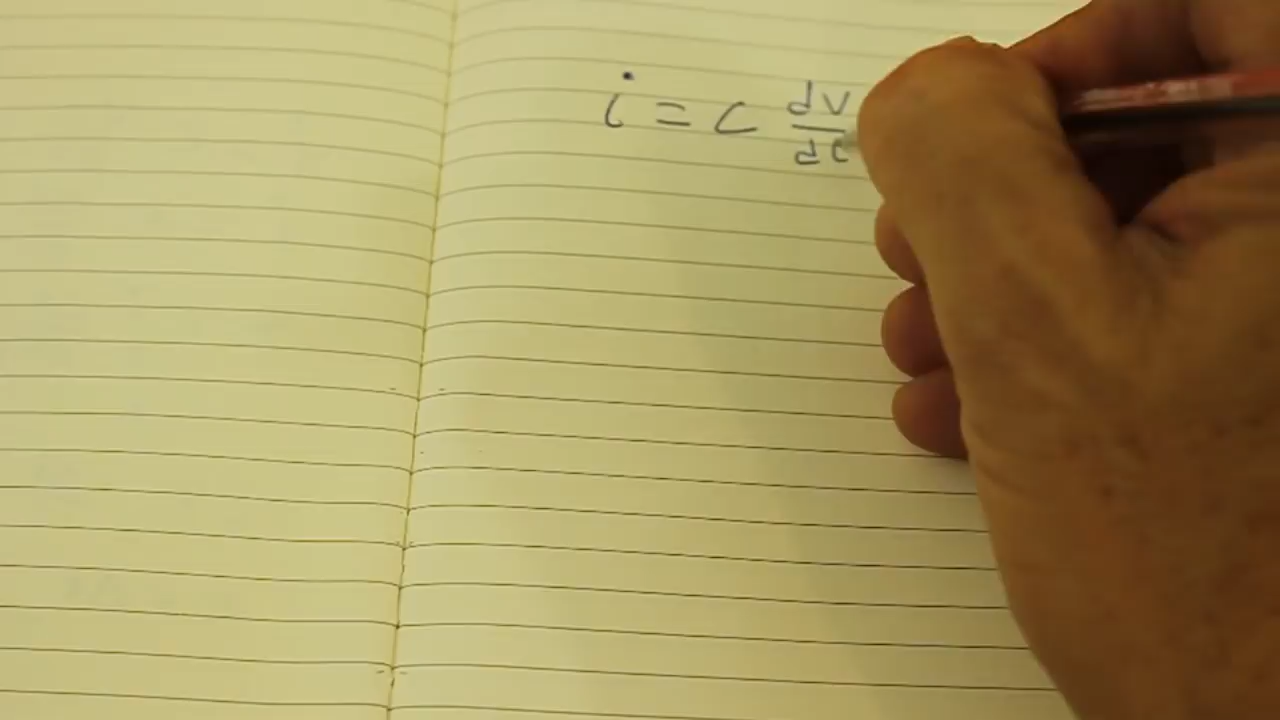 i = c dv/dt